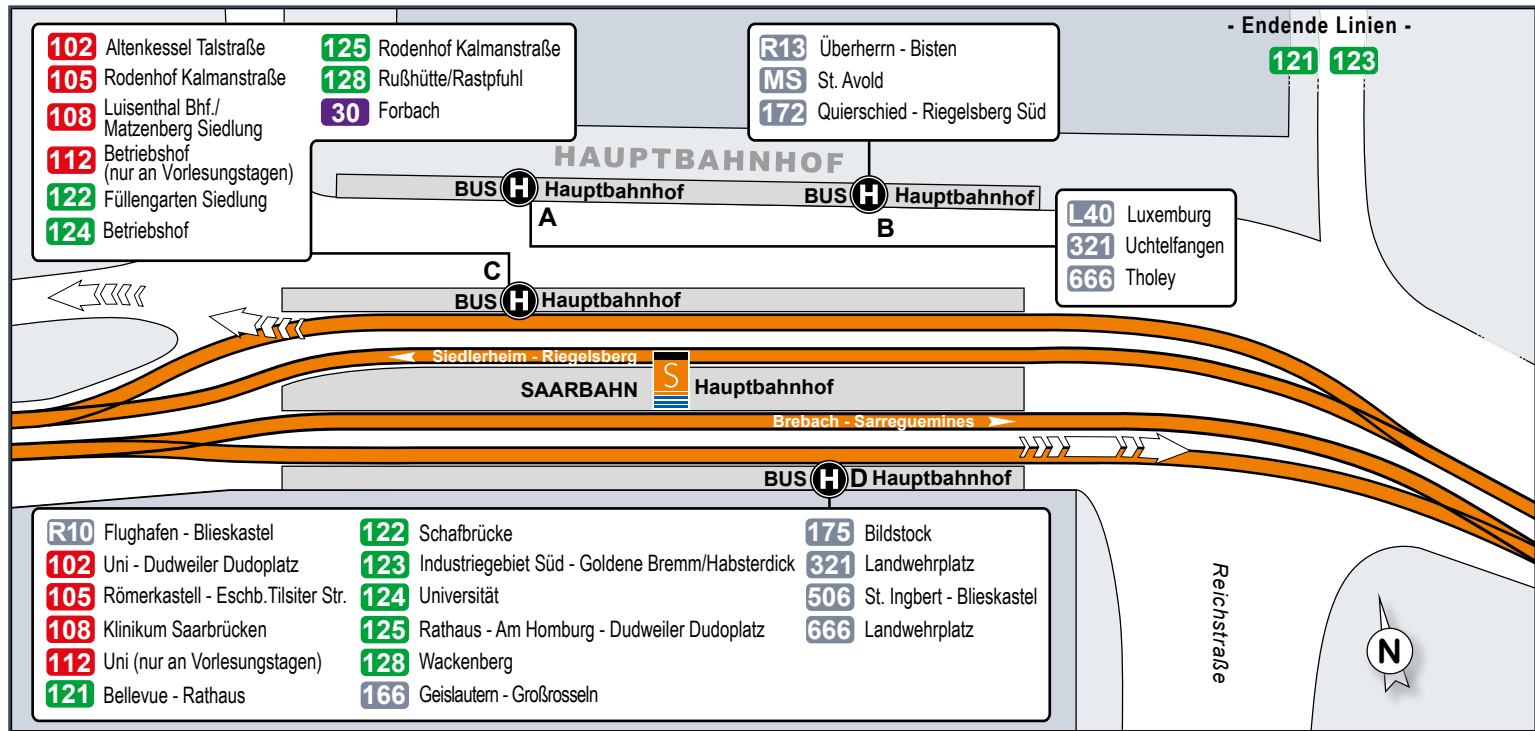 102 Altenkessel Talstraße
105 Rodenhof Kalmanstraße
108 Luisenthal Bhf./
Matzenberg Siedlung
112 Betriebshof
(nur an Vorlesungstagen)
122 Füllengarten Siedlung
124 Betriebshof
125 Rodenhof Kalmanstraße
128 Rußhütte/Rastpfuhl
30 Forbach
R13 Überherrn - Bisten
MS St. Avold
172 Quierschied - Riegelsberg Süd
- Endende Linien -
121 123
HAUPTBAHNHOF
BUS H Hauptbahnhof
A
BUS H Hauptbahnhof
B
L40 Luxemburg
321 Uchtelfangen
666 Tholey
C
BUS H Hauptbahnhof
Siedlerheim - Riegelsberg
SAARBAHN S Hauptbahnhof
Brebach - Sarreguemines
BUS H D Hauptbahnhof
R10 Flughafen - Blieskastel
102 Uni - Dudweiler Dudoplatz
105 Römerkastell - Eschb.Tilsiter Str.
108 Klinikum Saarbrücken
112 Uni (nur an Vorlesungstagen)
121 Bellevue - Rathaus
122 Schafbrücke
123 Industriegebiet Süd - Goldene Bremm/Habsterdick
124 Universität
125 Rathaus - Am Homburg - Dudweiler Dudoplatz
128 Wackenberg
166 Geislautern - Großrosseln
175 Bildstock
321 Landwehrplatz
506 St. Ingbert - Blieskastel
666 Landwehrplatz
Reichstraße
N